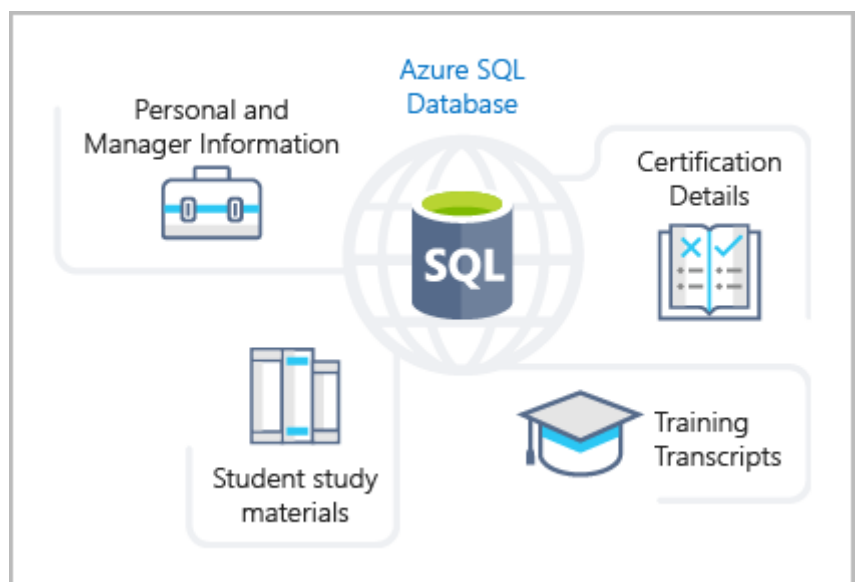 Azure SQL
Database
Personal and
Manager Information
Certification
Details
SQL
Training
Transcripts
Student study
materials